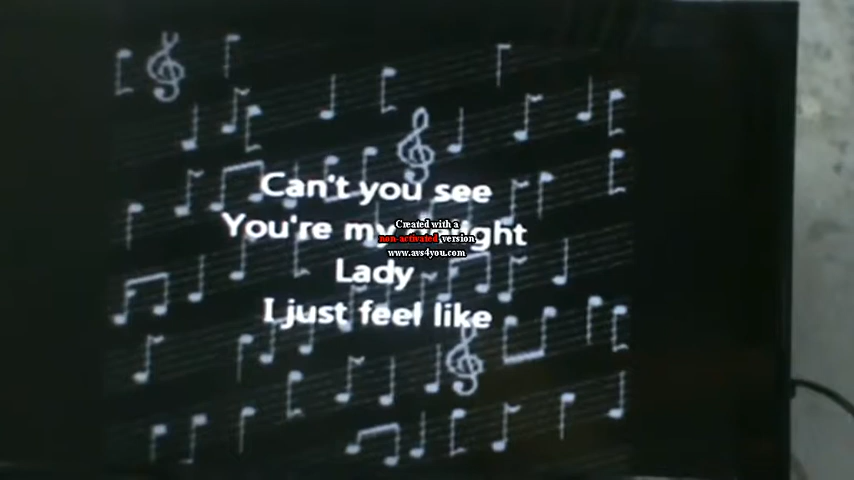 Can't you see
You're my
Lady
I just feel like
Created with a
non-activated version
www.avs4you.com